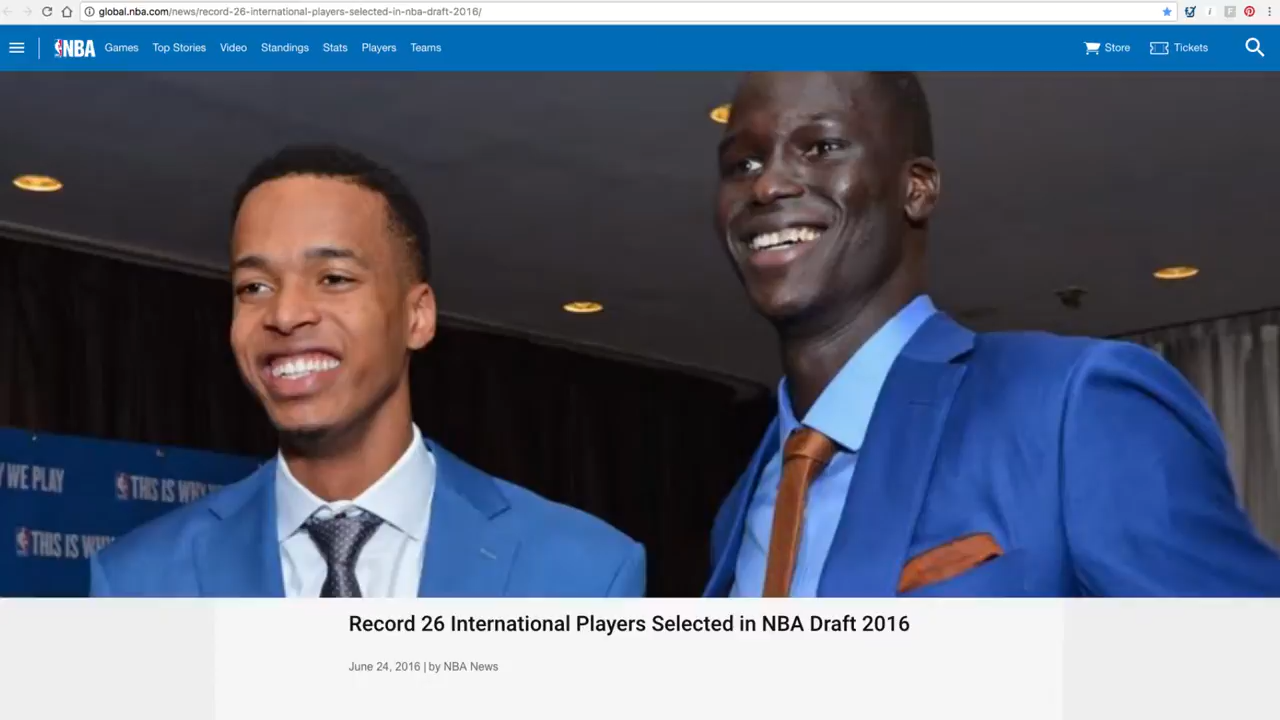 global.nba.com/news/record-26-international-players-selected-in-nba-draft-2016/
NBA Games Top Stories Video Standings Stats Players Teams Store Tickets
WE PLAY THIS IS WHY
THIS IS
Record 26 International Players Selected in NBA Draft 2016
June 24, 2016 | by NBA News